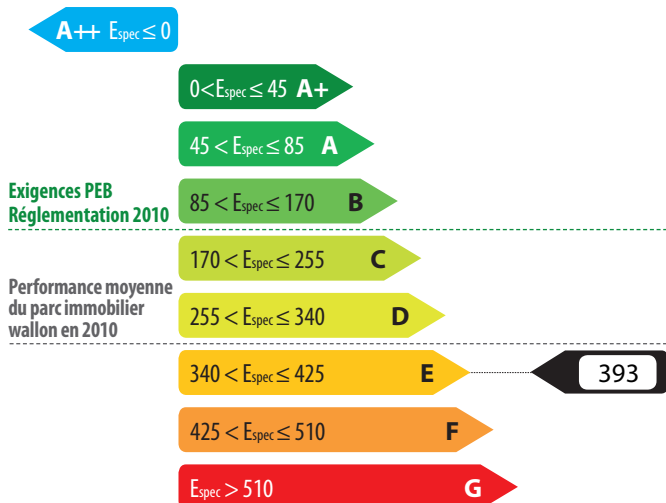 A++ Espec ≤ 0
0<Espec ≤ 45 A+
45 < Espec ≤ 85 A
Exigences PEB
Réglementation 2010
85 < Espec ≤ 170 B
170 < Espec ≤ 255 C
Performance moyenne
du parc immobilier
wallon en 2010
255 < Espec ≤ 340 D
340 < Espec ≤ 425 E
393
425 < Espec ≤ 510 F
Espec > 510 G